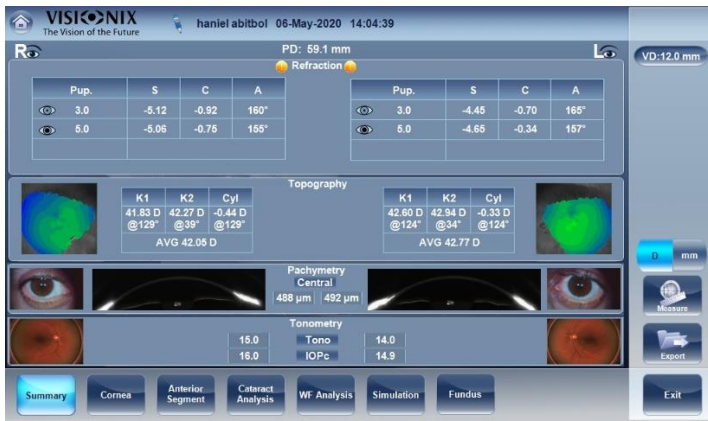 VISIONIX
The Vision of the Future
haniel abitbol 06-May-2020 14:04:39
R PD: 59.1 mm L
VD:12.0 mm
Refraction
Pup. S C A
3.0 -5.12 -0.92 160°
5.0 -5.06 -0.75 155°
Pup. S C A
3.0 -4.45 -0.70 165°
5.0 -4.65 -0.34 157°
Topography
K1 K2 Cyl
41.83 D 42.27 D -0.44 D
@129° @39° @129°
AVG 42.05 D
K1 K2 Cyl
42.60 D 42.94 D -0.33 D
@124° @34° @124°
AVG 42.77 D
D mm
Pachymetry
Central
488 µm 492 µm
Measure
Tonometry
15.0 Tono 14.0
16.0 IOPc 14.9
Export
Summary
Cornea
Anterior
Segment
Cataract
Analysis
WF Analysis
Simulation
Fundus
Exit